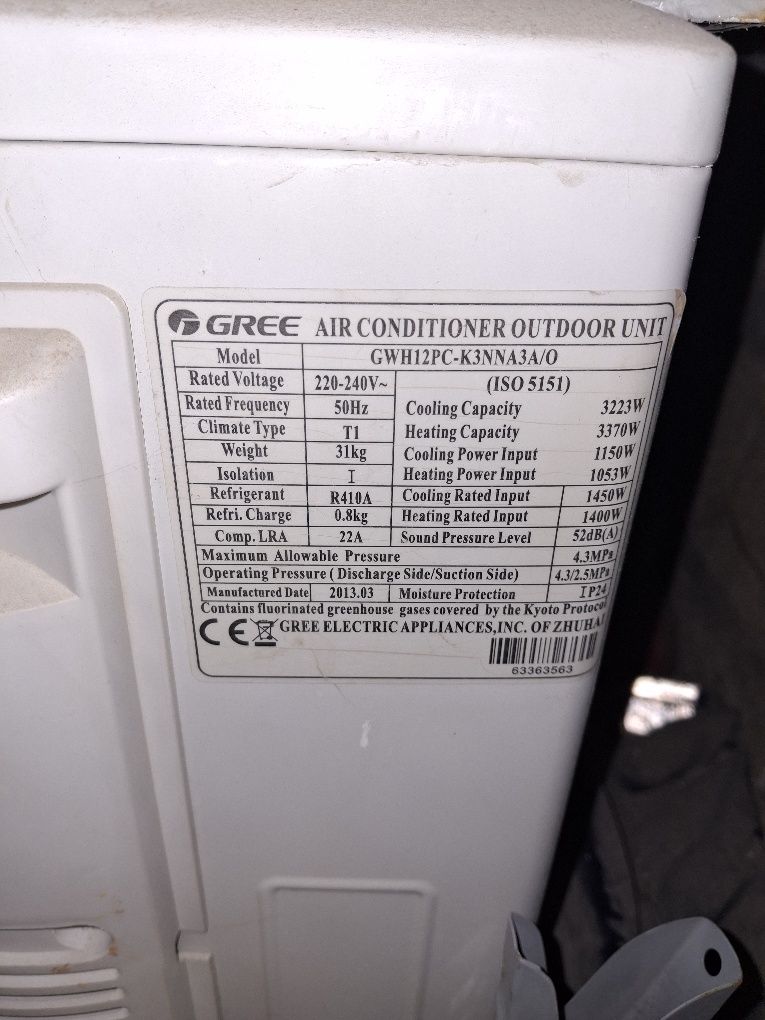 GREE AIR CONDITIONER OUTDOOR UNIT
Model GWH12PC-K3NNA3A/O
Rated Voltage 220-240V~ (ISO 5151)
Rated Frequency 50Hz Cooling Capacity 3223W
Climate Type T1 Heating Capacity 3370W
Weight 31kg Cooling Power Input 1150W
Isolation I Heating Power Input 1053W
Refrigerant R410A Cooling Rated Input 1450W
Refri. Charge 0.8kg Heating Rated Input 1400W
Comp. LRA 22A Sound Pressure Level 52dB(A)
Maximum Allowable Pressure 4.3MPa
Operating Pressure ( Discharge Side/Suction Side) 4.3/2.5MPa
Manufactured Date 2013.03 Moisture Protection IP24
Contains fluorinated greenhouse gases covered by the Kyoto Protocol
CE GREE ELECTRIC APPLIANCES,INC. OF ZHUHAI
63363563